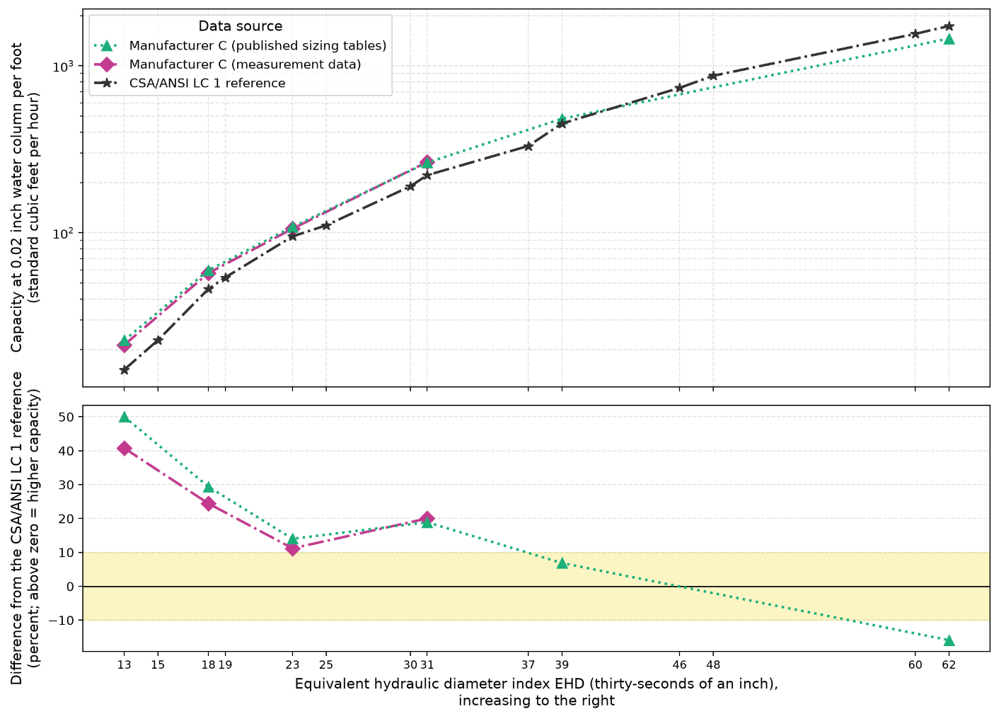 Data source
Manufacturer C (published sizing tables)
Manufacturer C (measurement data)
CSA/ANSI LC 1 reference
Capacity at 0.02 inch water column per foot
(standard cubic feet per hour)
10³
10²
Difference from the CSA/ANSI LC 1 reference
(percent; above zero = higher capacity)
50
40
30
20
10
0
−10
13 15 18 19 23 25 30 31 37 39 46 48 60 62
Equivalent hydraulic diameter index EHD (thirty-seconds of an inch),
increasing to the right